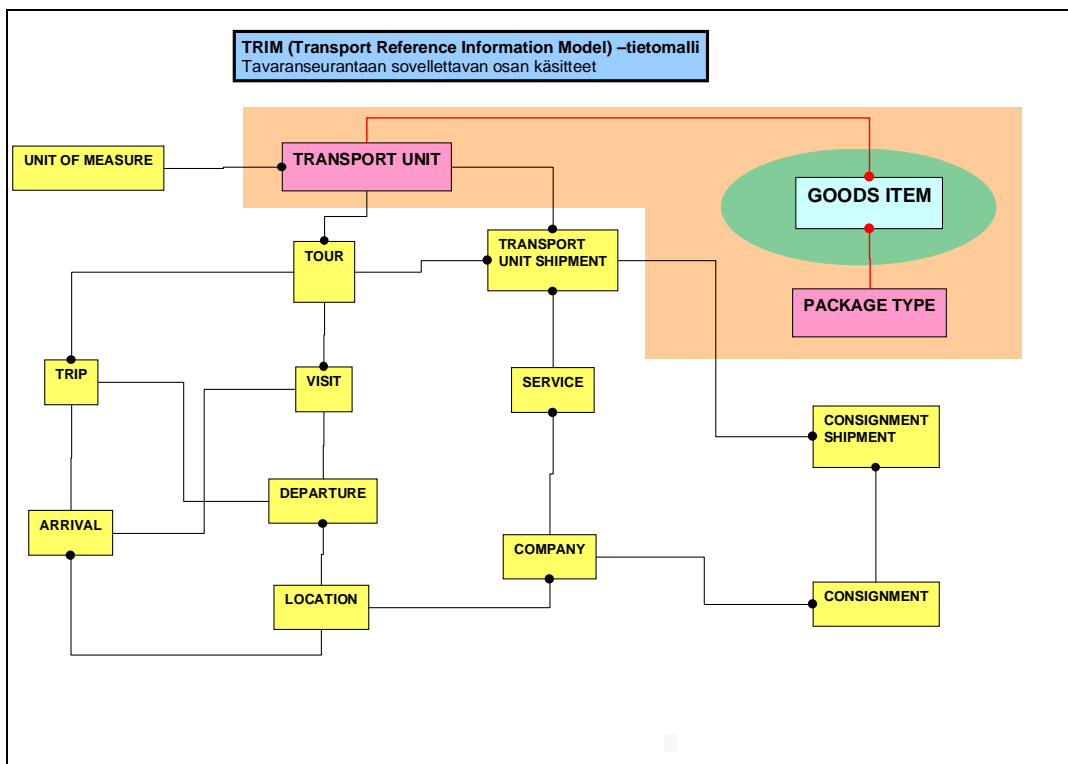 TRIM (Transport Reference Information Model) –tietomalli
Tavaranseurantaan sovellettavan osan käsitteet
UNIT OF MEASURE
TRANSPORT UNIT
GOODS ITEM
TOUR
TRANSPORT
UNIT SHIPMENT
PACKAGE TYPE
TRIP
VISIT
SERVICE
CONSIGNMENT
SHIPMENT
DEPARTURE
ARRIVAL
COMPANY
LOCATION
CONSIGNMENT